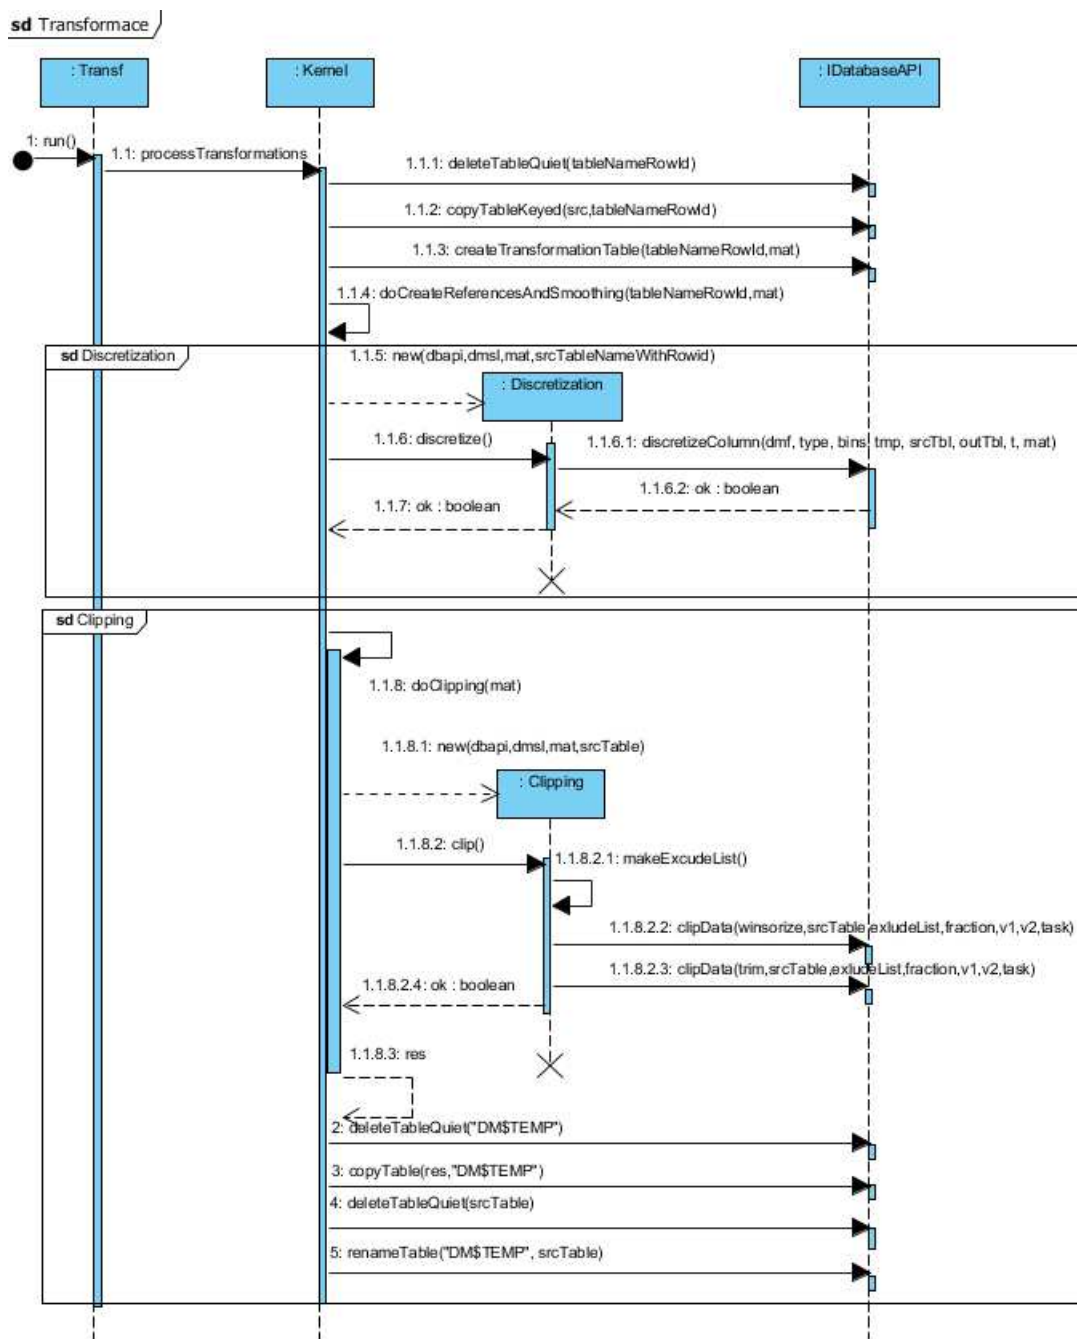 sd Transformace
: Transf
: Kernel
: IDatabaseAPI
1: run()
1.1: processTransformations
1.1.1: deleteTableQuiet(tableNameRowId)
1.1.2: copyTableKeyed(src,tableNameRowId)
1.1.3: createTransformationTable(tableNameRowId,mat)
1.1.4: doCreateReferencesAndSmoothing(tableNameRowId,mat)
sd Discretization
1.1.5: new(dbapi,dmsl,mat,srcTableNameWithRowid)
: Discretization
1.1.6: discretize()
1.1.6.1: discretizeColumn(dmf, type, bins, tmp, srcTbl, outTbl, t, mat)
1.1.6.2: ok : boolean
1.1.7: ok : boolean
sd Clipping
1.1.8: doClipping(mat)
1.1.8.1: new(dbapi,dmsl,mat,srcTable)
: Clipping
1.1.8.2: clip()
1.1.8.2.1: makeExcudeList()
1.1.8.2.2: clipData(winsorize,srcTable,exludeList,fraction,v1,v2,task)
1.1.8.2.3: clipData(trim,srcTable,exludeList,fraction,v1,v2,task)
1.1.8.2.4: ok : boolean
1.1.8.3: res
2: deleteTableQuiet("DM$TEMP")
3: copyTable(res,"DM$TEMP")
4: deleteTableQuiet(srcTable)
5: renameTable("DM$TEMP", srcTable)